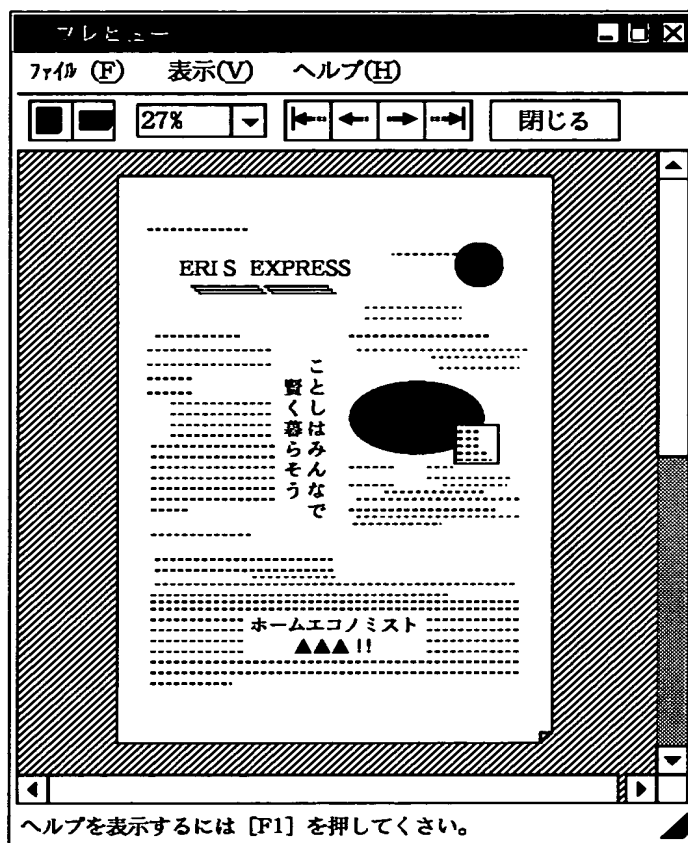 プレビュー
ファイル (F) 表示(V) ヘルプ(H)
27% 閉じる
ERIS EXPRESS
ことしはみんなで
賢く暮らそう
ホームエコノミスト
▲▲▲!!
ヘルプを表示するには [F1] を押してくさい。